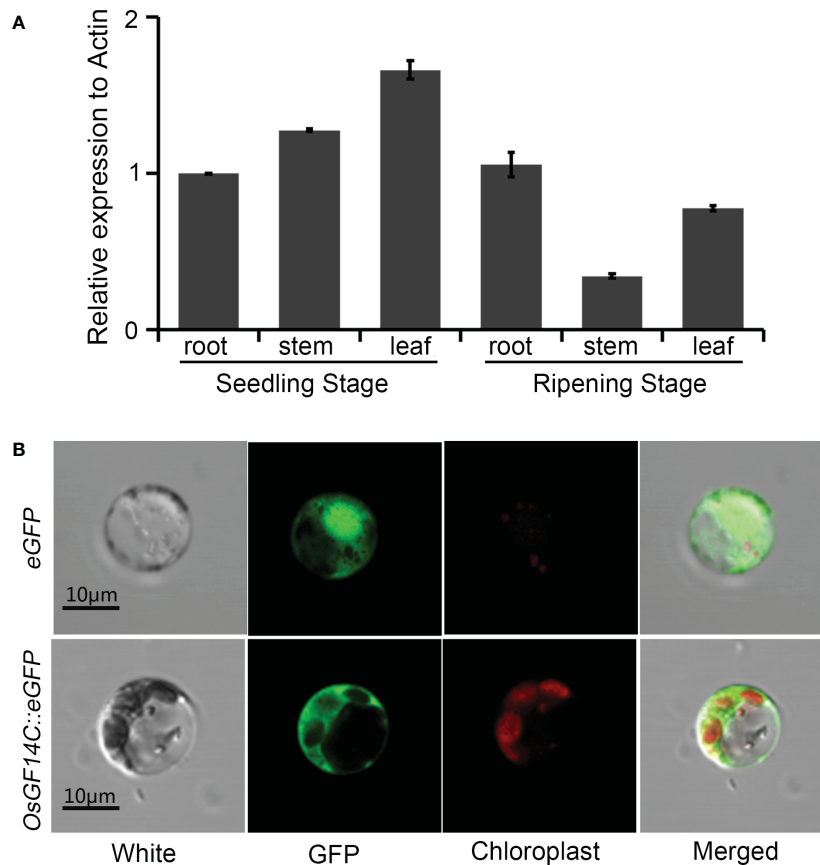 A
Relative expression to Actin
2
1
0
root stem leaf root stem leaf
Seedling Stage Ripening Stage
B
eGFP
10μm
OsGF14C::eGFP
10μm
White GFP Chloroplast Merged